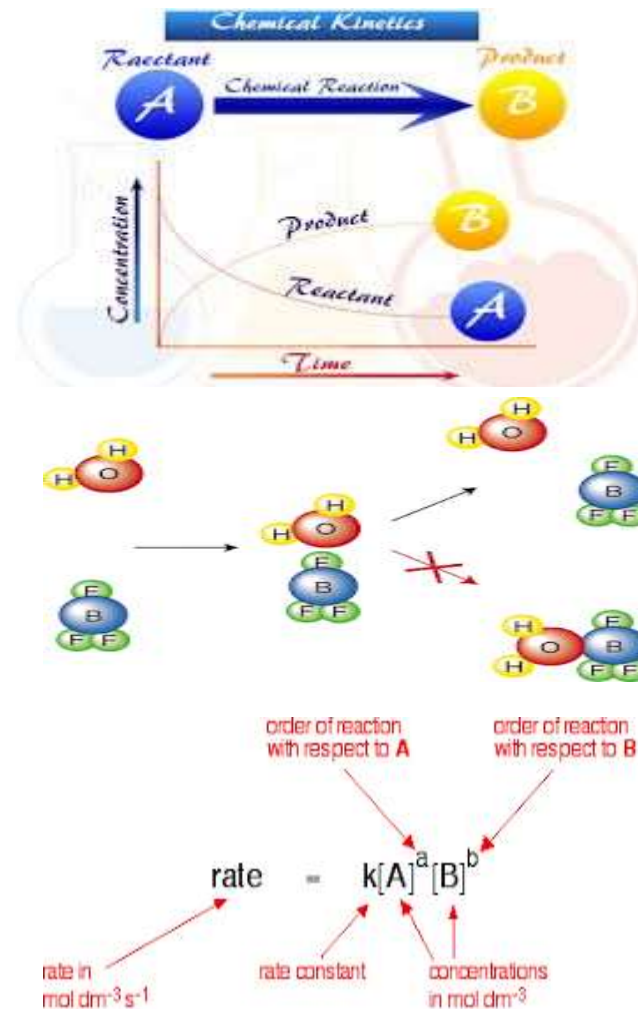 Chemical Kinetics
Raectant
Product
A
Chemical Reaction
B
Concentration
Product
B
Reactant
A
Time
H
H
O
F
B
F F
H
H
O
F
B
F F
H
H
O
F
B
F F
H
O
H
F
B
F F
order of reaction
with respect to A
order of reaction
with respect to B
rate = k[A]ᵃ[B]ᵇ
rate in
mol dm⁻³ s⁻¹
rate constant
concentrations
in mol dm⁻³